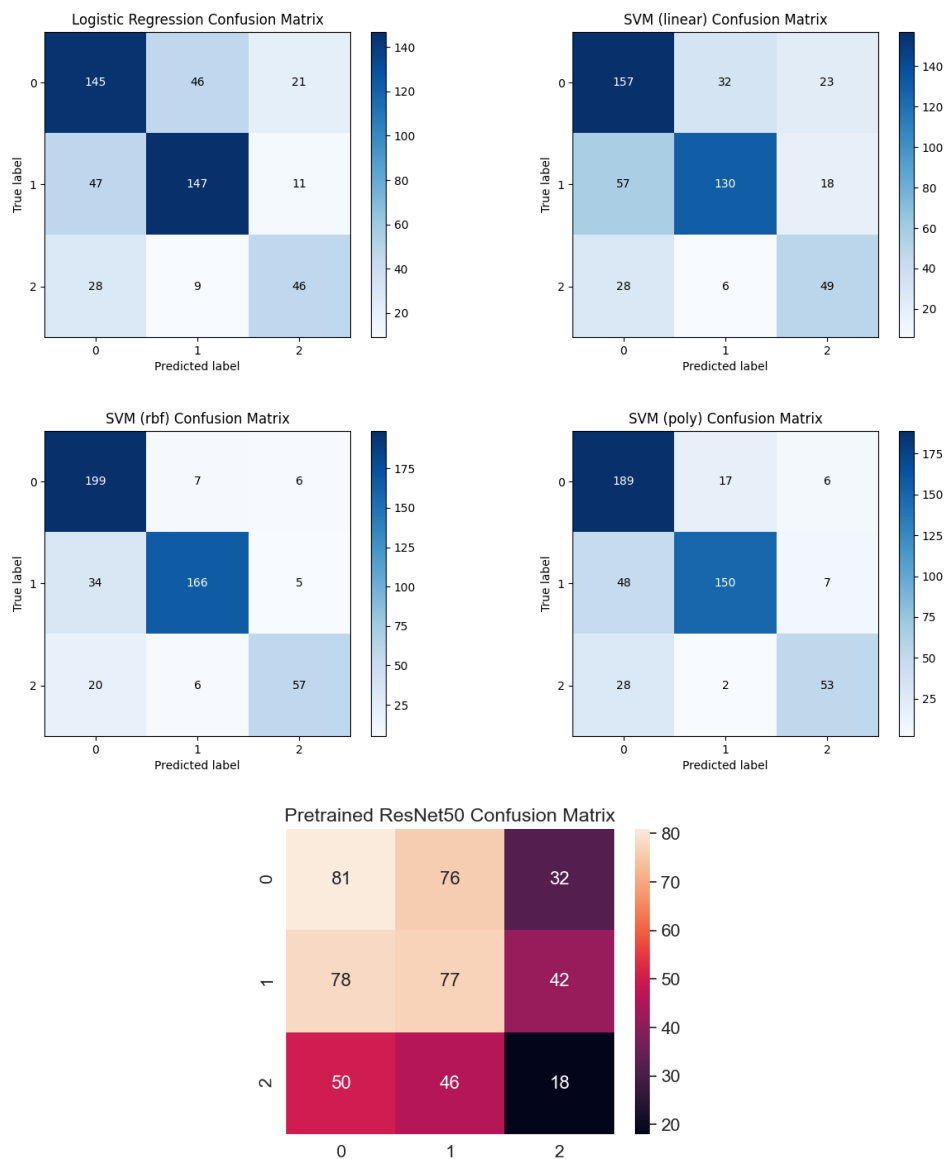 Logistic Regression Confusion Matrix
0 145 46 21
1 47 147 11
2 28 9 46
0 1 2
True label
Predicted label
140
120
100
80
60
40
20
SVM (linear) Confusion Matrix
0 157 32 23
1 57 130 18
2 28 6 49
0 1 2
True label
Predicted label
140
120
100
80
60
40
20
SVM (rbf) Confusion Matrix
0 199 7 6
1 34 166 5
2 20 6 57
0 1 2
True label
Predicted label
175
150
125
100
75
50
25
SVM (poly) Confusion Matrix
0 189 17 6
1 48 150 7
2 28 2 53
0 1 2
True label
Predicted label
175
150
125
100
75
50
25
Pretrained ResNet50 Confusion Matrix
0 81 76 32
1 78 77 42
2 50 46 18
0 1 2
80
70
60
50
40
30
20